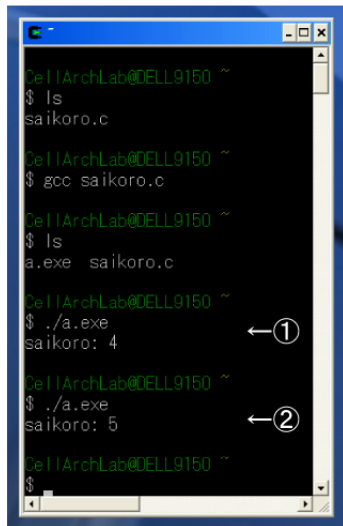 ~
CellArchLab@DELL9150 ~
$ ls
saikoro.c
CellArchLab@DELL9150 ~
$ gcc saikoro.c
CellArchLab@DELL9150 ~
$ ls
a.exe  saikoro.c
CellArchLab@DELL9150 ~
$ ./a.exe
saikoro: 4 ←①
CellArchLab@DELL9150 ~
$ ./a.exe
saikoro: 5 ←②
CellArchLab@DELL9150 ~
$